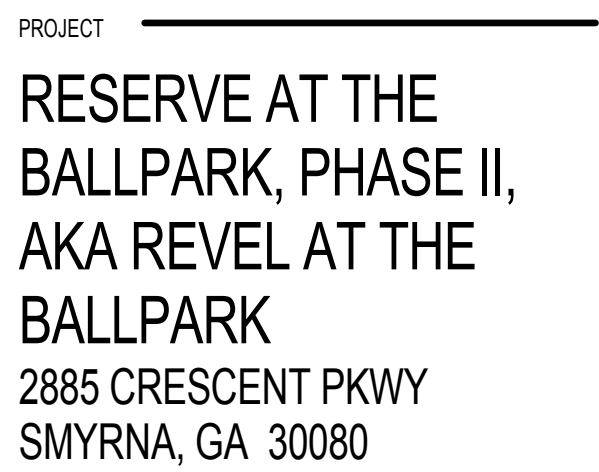 PROJECT
RESERVE AT THE
BALLPARK, PHASE II,
AKA REVEL AT THE
BALLPARK
2885 CRESCENT PKWY
SMYRNA, GA  30080